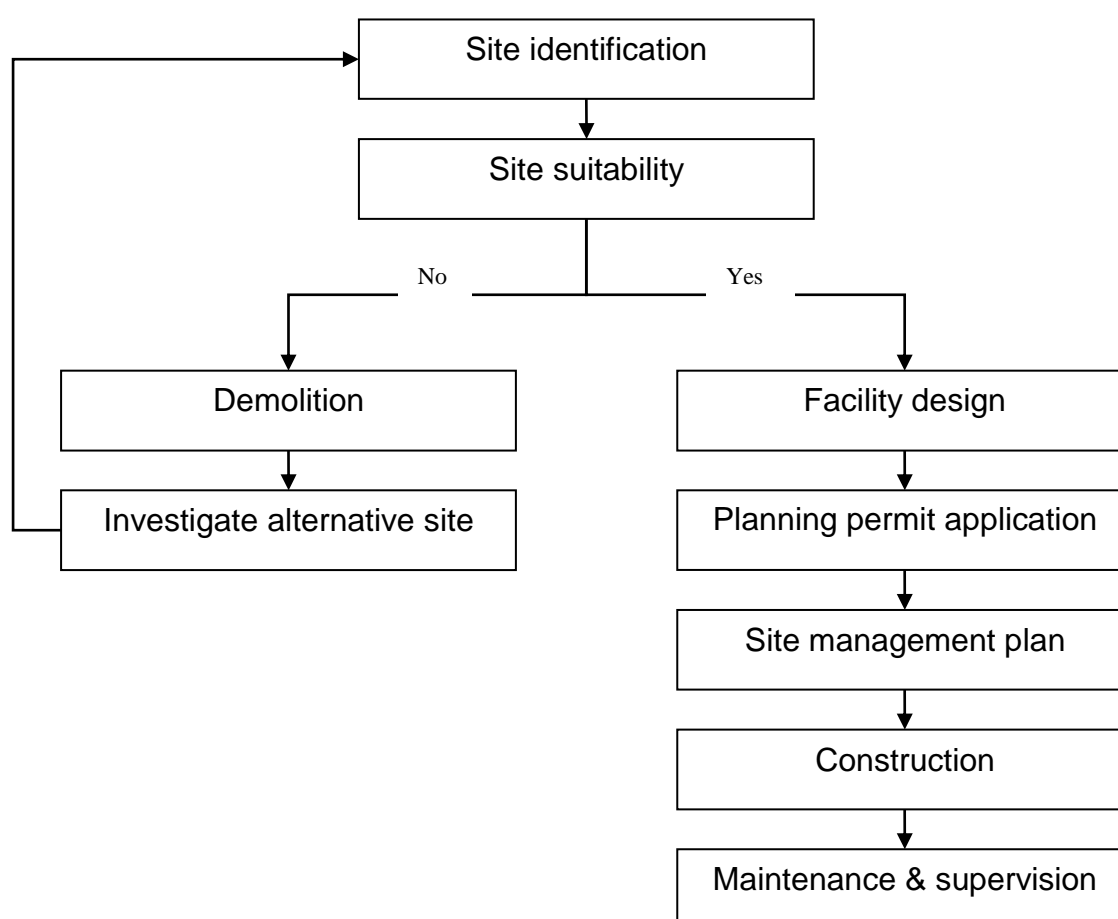 Site identification
Site suitability
No
Yes
Demolition
Facility design
Investigate alternative site
Planning permit application
Site management plan
Construction
Maintenance & supervision